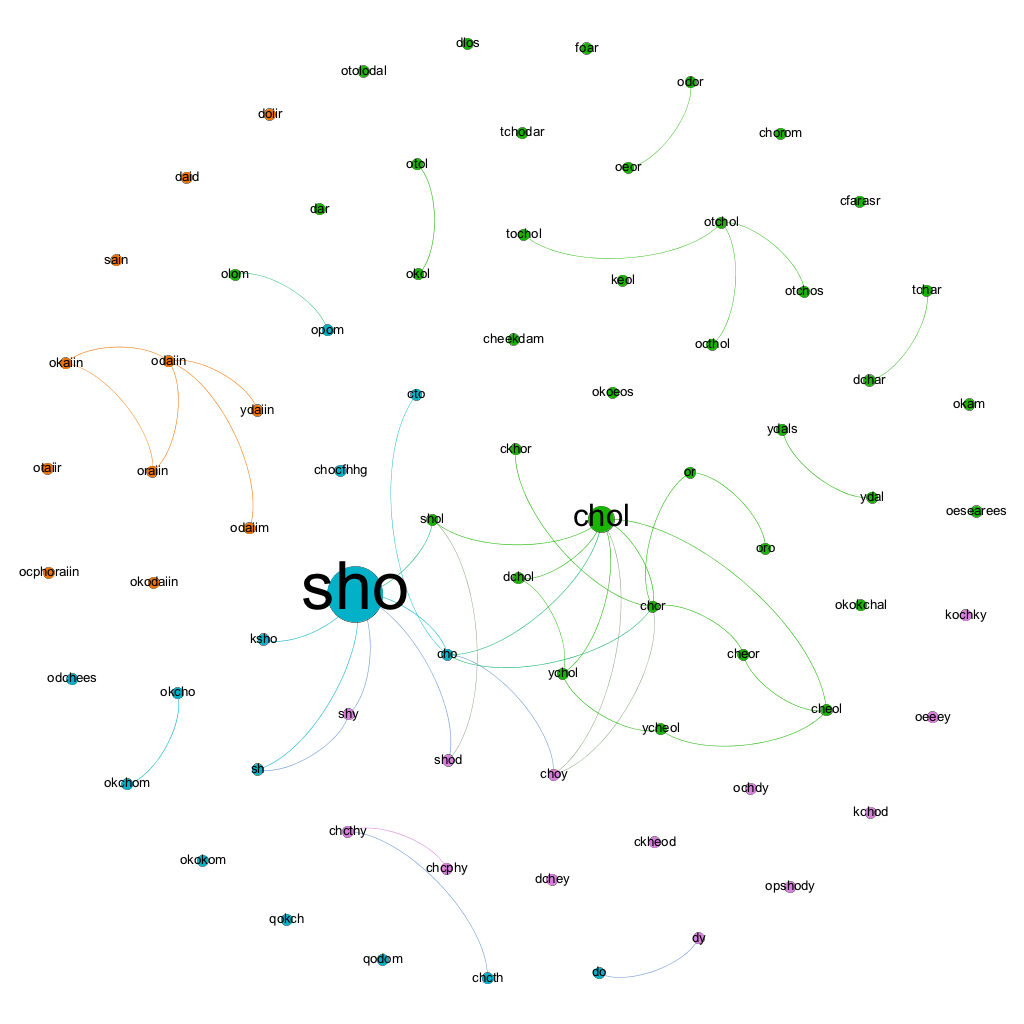 dlos
foar
otolodal
odor
doiir
tchodar
chorom
otol
oeor
daid
dar
cfarasr
otchol
tochol
sain
olom
okol
keol
otchos
tchar
opom
cheekdam
octhol
okaiin
odaiin
dchar
cto
okoeos
okam
ydaiin
ydals
ckhor
otaiir
oraiin
chocfhhg
or
ydal
oesearees
shol
chol
odaiim
oro
ocphoraiin
okodaiin
dchol
sho
chor
okokchal
kochky
ksho
cho
cheor
odchees
okcho
ychol
shy
cheol
oeeey
ycheol
sh
shod
choy
okchom
ochdy
kchod
chcthy
ckheod
okokom
chcphy
dchey
opshody
qokch
dy
qodom
chcth
do